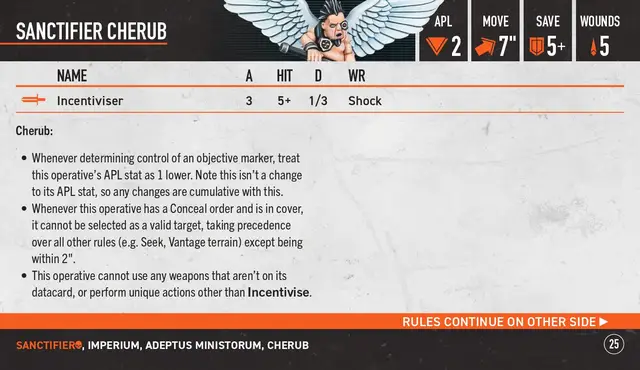 SANCTIFIER CHERUB
APL MOVE SAVE WOUNDS
2 7" 5+ 5
NAME A HIT D WR
Incentiviser 3 5+ 1/3 Shock
Cherub:
• Whenever determining control of an objective marker, treat
this operative's APL stat as 1 lower. Note this isn't a change
to its APL stat, so any changes are cumulative with this.
• Whenever this operative has a Conceal order and is in cover,
it cannot be selected as a valid target, taking precedence
over all other rules (e.g. Seek, Vantage terrain) except being
within 2".
• This operative cannot use any weapons that aren't on its
datacard, or perform unique actions other than Incentivise.
RULES CONTINUE ON OTHER SIDE ▶
SANCTIFIER, IMPERIUM, ADEPTUS MINISTORUM, CHERUB
25